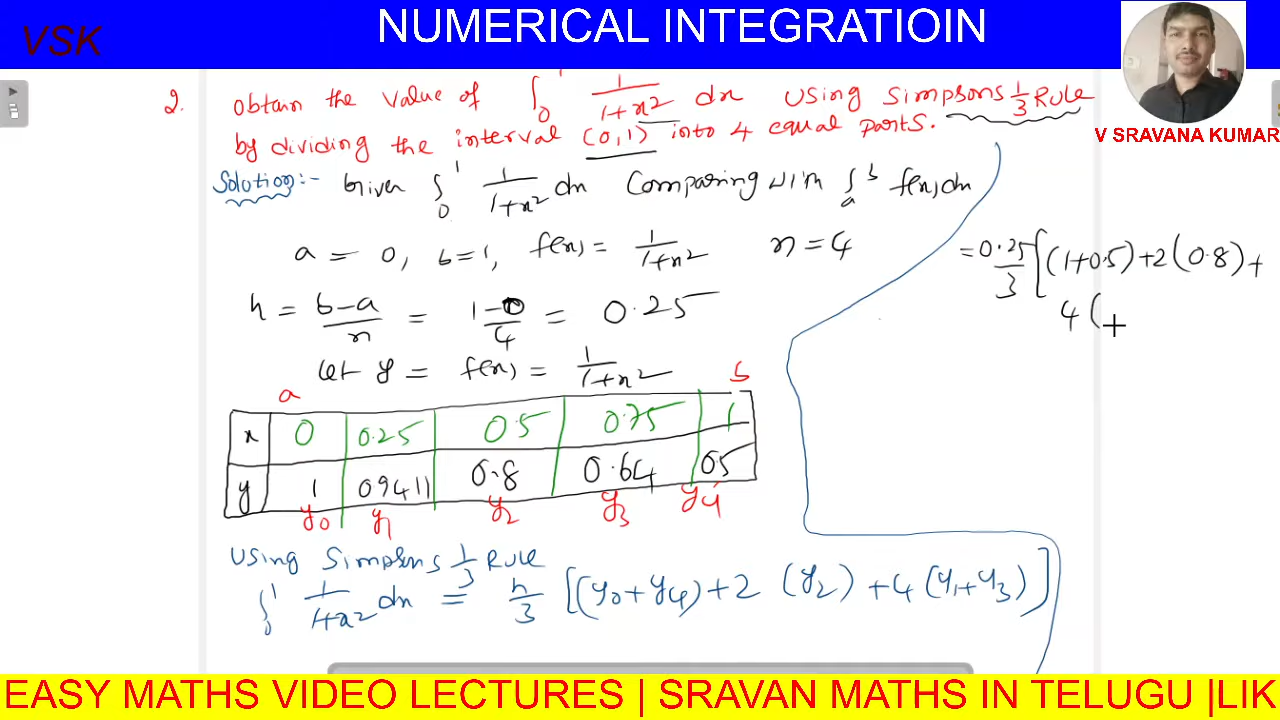 VSK
NUMERICAL INTEGRATIOIN
V SRAVANA KUMAR
2. Obtain the value of ∫₀¹ 1/(1+x²) dx using Simpsons 1/3 Rule
by dividing the interval (0,1) into 4 equal parts.
Solution:- Given ∫₀¹ 1/(1+x²) dx Comparing with ∫ₐᵇ f(x) dx
a = 0, b=1, f(x) = 1/(1+x²) n = 4
h = (b-a)/n = (1-0)/4 = 0.25
Let y = f(x) = 1/(1+x²)
a b
x 0 0.25 0.5 0.75 1
y 1 09411 0.8 0.64 05
y₀ y₁ y₂ y₃ y₄
Using Simpsons 1/3 Rule
∫₀¹ 1/(1+x²) dx = h/3 [(y₀+y₄)+2 (y₂) +4 (y₁+y₃)]
= 0.25/3 [(1+0.5)+2(0.8)+
4(
EASY MATHS VIDEO LECTURES | SRAVAN MATHS IN TELUGU |LIK